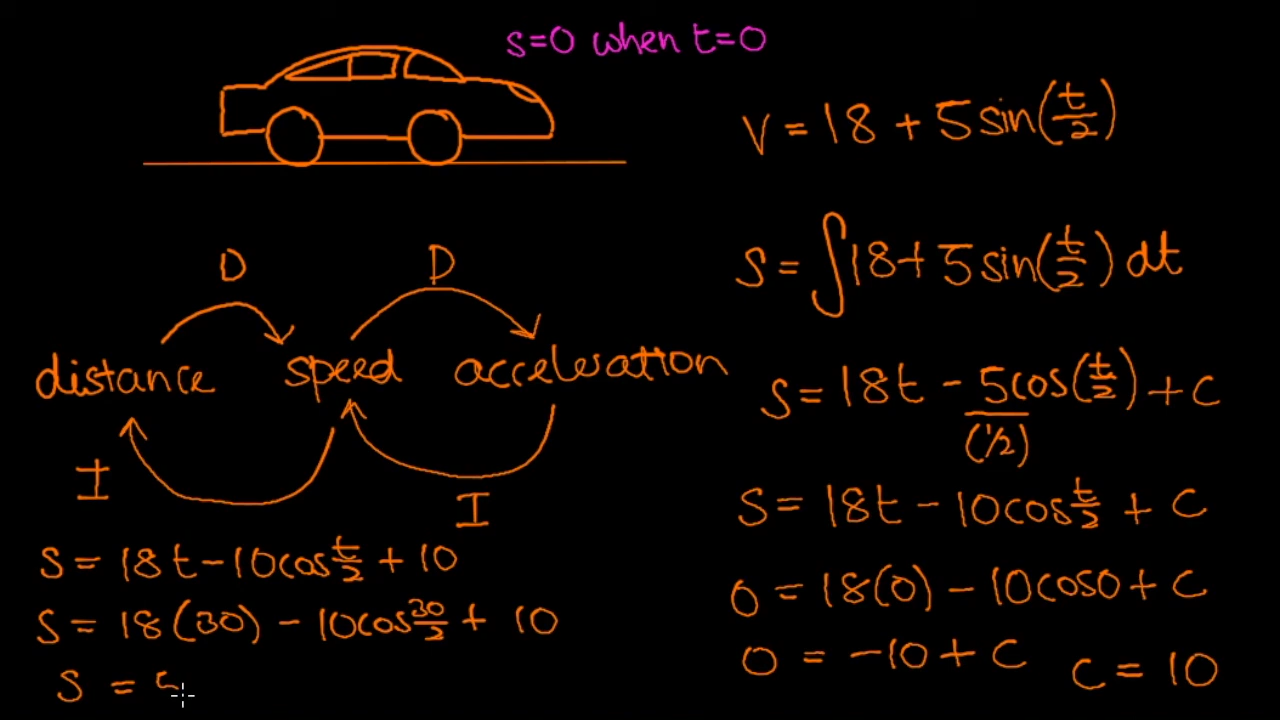 s=0 when t=0
V = 18 + 5 sin(t/2)
S = ∫18 + 5 sin(t/2) dt
D D
distance speed acceleration
I I
S = 18t - 5cos(t/2)/(1/2) + C
S = 18t - 10cos t/2 + C
0 = 18(0) - 10cos0 + C
0 = -10 + C C = 10
S = 18t - 10cos t/2 + 10
S = 18(30) - 10cos 30/2 + 10
S =